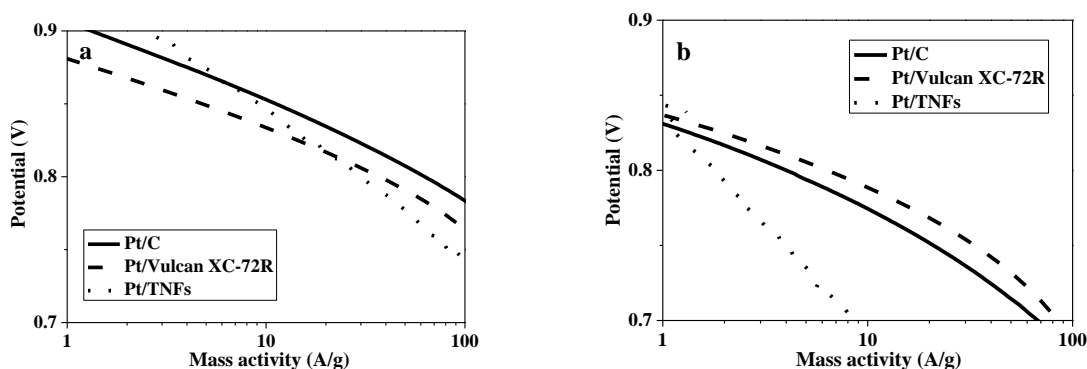 a
0.9
0.8
0.7
Potential (V)
Pt/C
Pt/Vulcan XC-72R
Pt/TNFs
1
10
100
Mass activity (A/g)
b
0.9
0.8
0.7
Potential (V)
Pt/C
Pt/Vulcan XC-72R
Pt/TNFs
1
10
100
Mass activity (A/g)